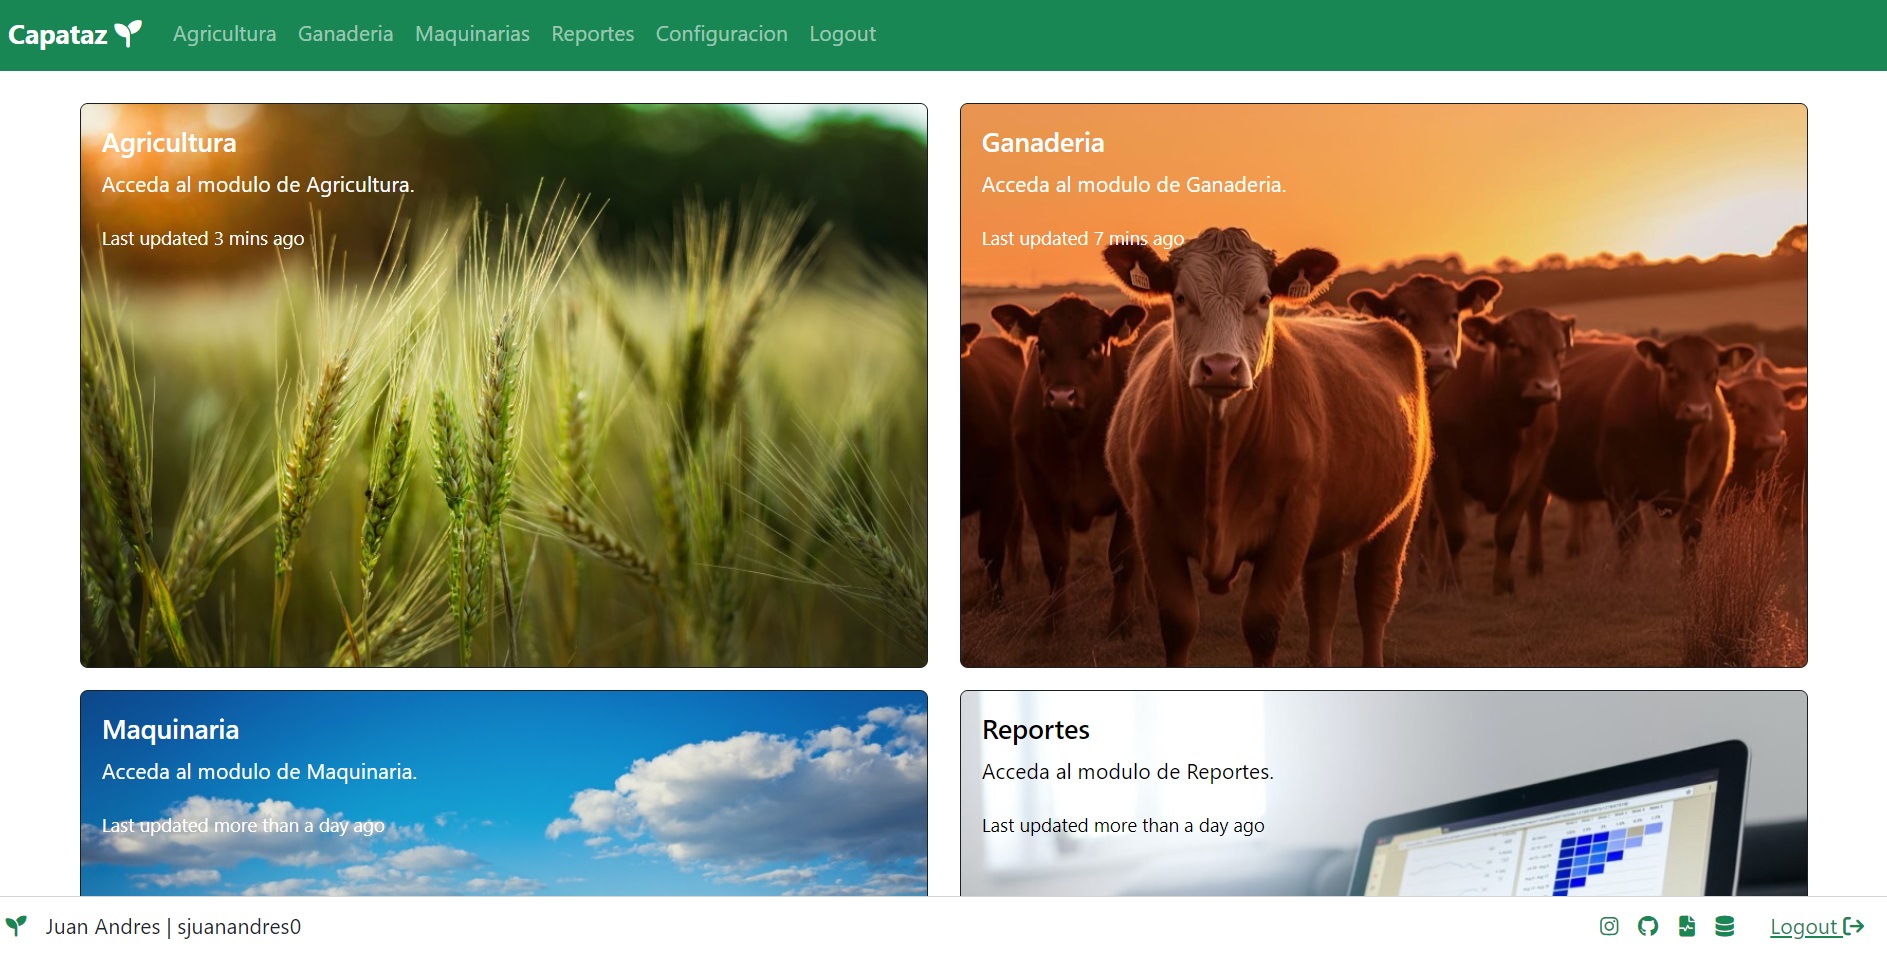 Capataz Agricultura Ganaderia Maquinarias Reportes Configuracion Logout
Agricultura
Acceda al modulo de Agricultura.
Last updated 3 mins ago
Ganaderia
Acceda al modulo de Ganaderia.
Last updated 7 mins ago
Maquinaria
Acceda al modulo de Maquinaria.
Last updated more than a day ago
Reportes
Acceda al modulo de Reportes.
Last updated more than a day ago
Juan Andres | sjuanandres0 Logout